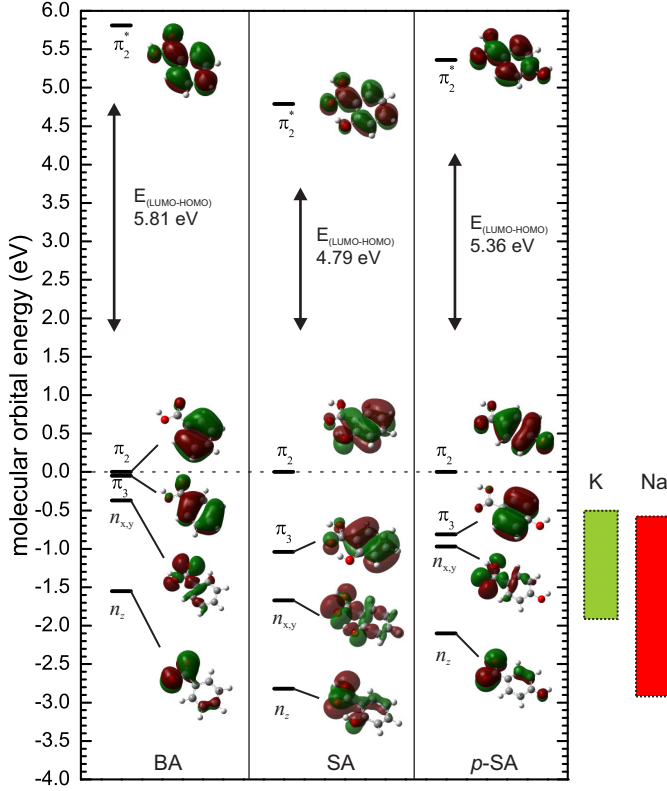 molecular orbital energy (eV)
6.0
5.5
5.0
4.5
4.0
3.5
3.0
2.5
2.0
1.5
1.0
0.5
0.0
-0.5
-1.0
-1.5
-2.0
-2.5
-3.0
-3.5
-4.0
π₂*
E(LUMO-HOMO)
5.81 eV
π₂
π₃
nx,y
nz
BA
π₂*
E(LUMO-HOMO)
4.79 eV
π₂
π₃
nx,y
nz
SA
π₂*
E(LUMO-HOMO)
5.36 eV
π₂
π₃
nx,y
nz
p-SA
K
Na